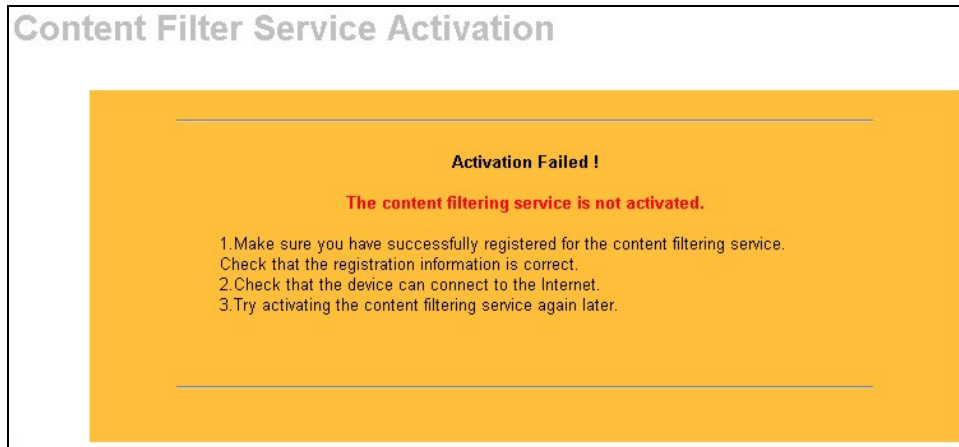 Content Filter Service Activation
Activation Failed !
The content filtering service is not activated.
1.Make sure you have successfully registered for the content filtering service.
Check that the registration information is correct.
2.Check that the device can connect to the Internet.
3.Try activating the content filtering service again later.